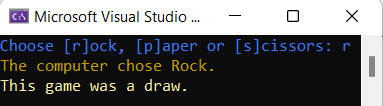 Microsoft Visual Studio ...
Choose [r]ock, [p]aper or [s]cissors: r
The computer chose Rock.
This game was a draw.